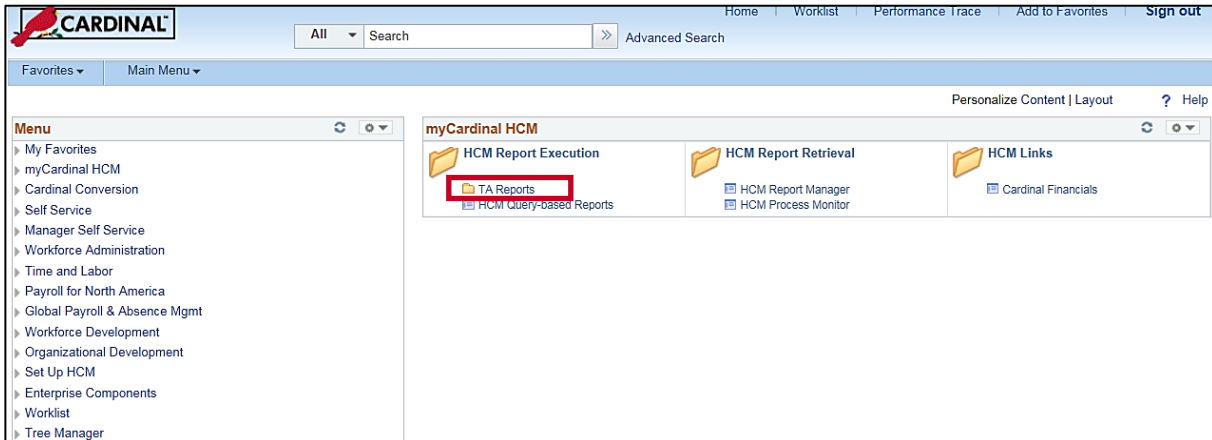 Home | Worklist | Performance Trace | Add to Favorites | Sign out
CARDINAL™
All Search Advanced Search
Favorites Main Menu
Personalize Content | Layout ? Help
Menu
My Favorites
myCardinal HCM
Cardinal Conversion
Self Service
Manager Self Service
Workforce Administration
Time and Labor
Payroll for North America
Global Payroll & Absence Mgmt
Workforce Development
Organizational Development
Set Up HCM
Enterprise Components
Worklist
Tree Manager
myCardinal HCM
HCM Report Execution
TA Reports
HCM Query-based Reports
HCM Report Retrieval
HCM Report Manager
HCM Process Monitor
HCM Links
Cardinal Financials